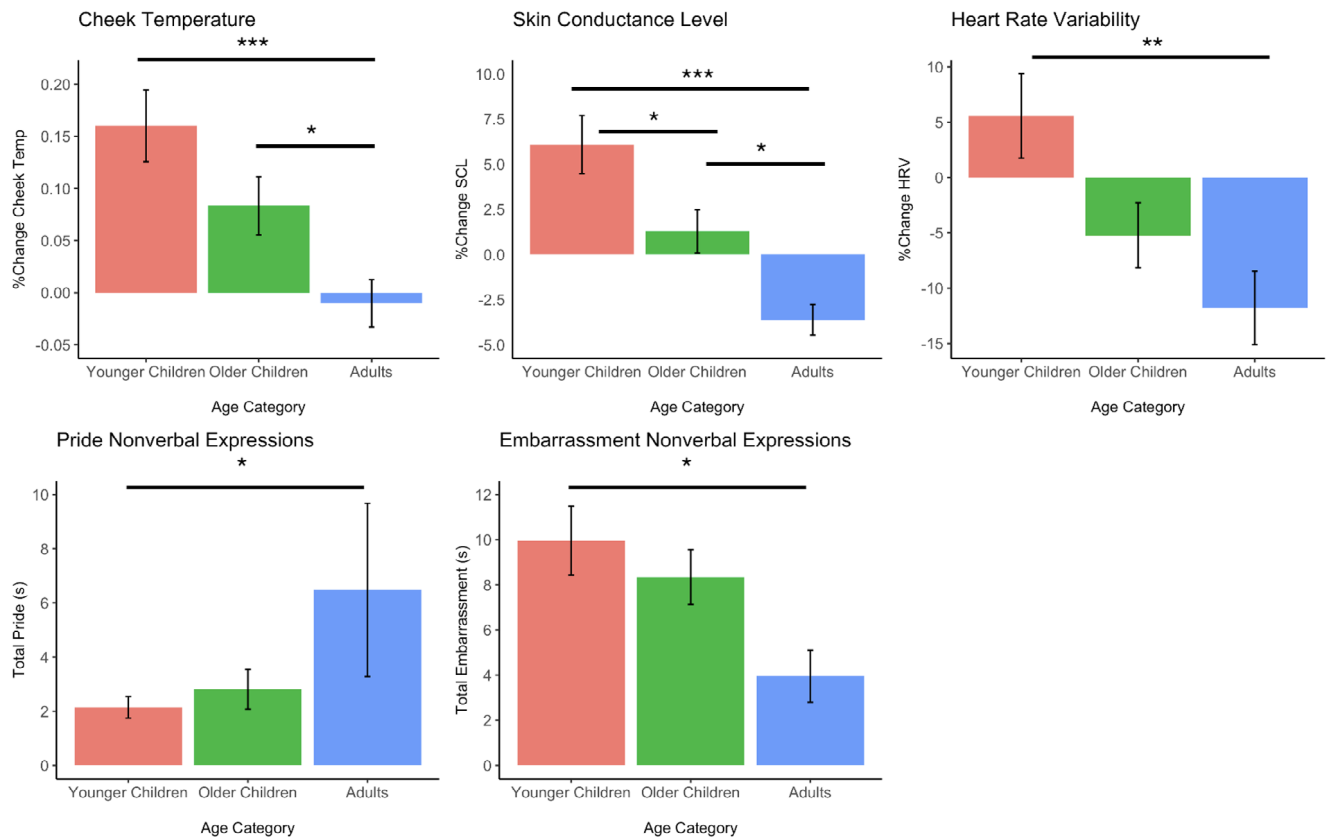 Cheek Temperature
***
*
0.20
0.15
0.10
0.05
0.00
-0.05
%Change Cheek Temp
Younger Children Older Children Adults
Age Category
Skin Conductance Level
***
*
*
10.0
7.5
5.0
2.5
0.0
-2.5
-5.0
%Change SCL
Younger Children Older Children Adults
Age Category
Heart Rate Variability
**
10
5
0
-5
-10
-15
%Change HRV
Younger Children Older Children Adults
Age Category
Pride Nonverbal Expressions
*
10
8
6
4
2
0
Total Pride (s)
Younger Children Older Children Adults
Age Category
Embarrassment Nonverbal Expressions
*
12
10
8
6
4
2
0
Total Embarrassment (s)
Younger Children Older Children Adults
Age Category